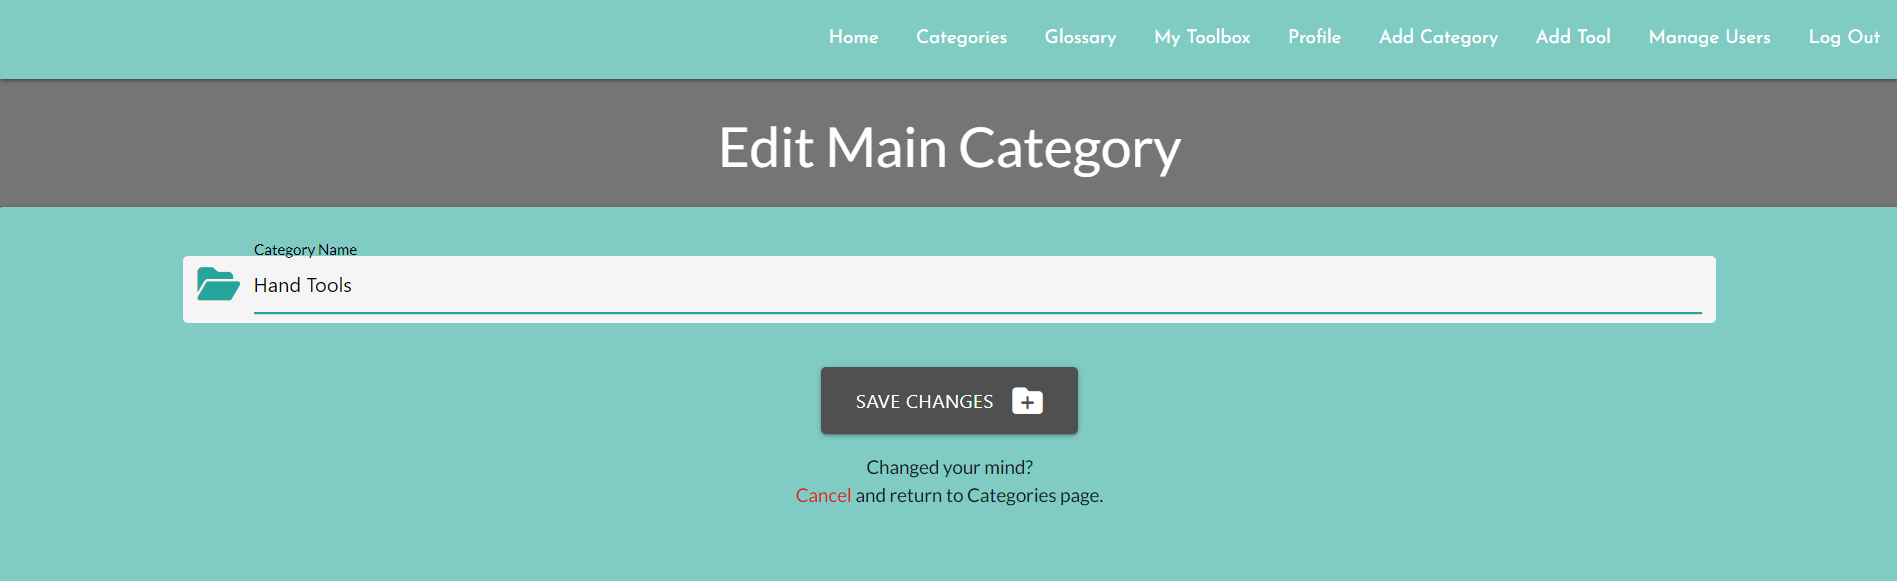 Home Categories Glossary My Toolbox Profile Add Category Add Tool Manage Users Log Out
Edit Main Category
Category Name
Hand Tools
SAVE CHANGES
Changed your mind?
Cancel and return to Categories page.